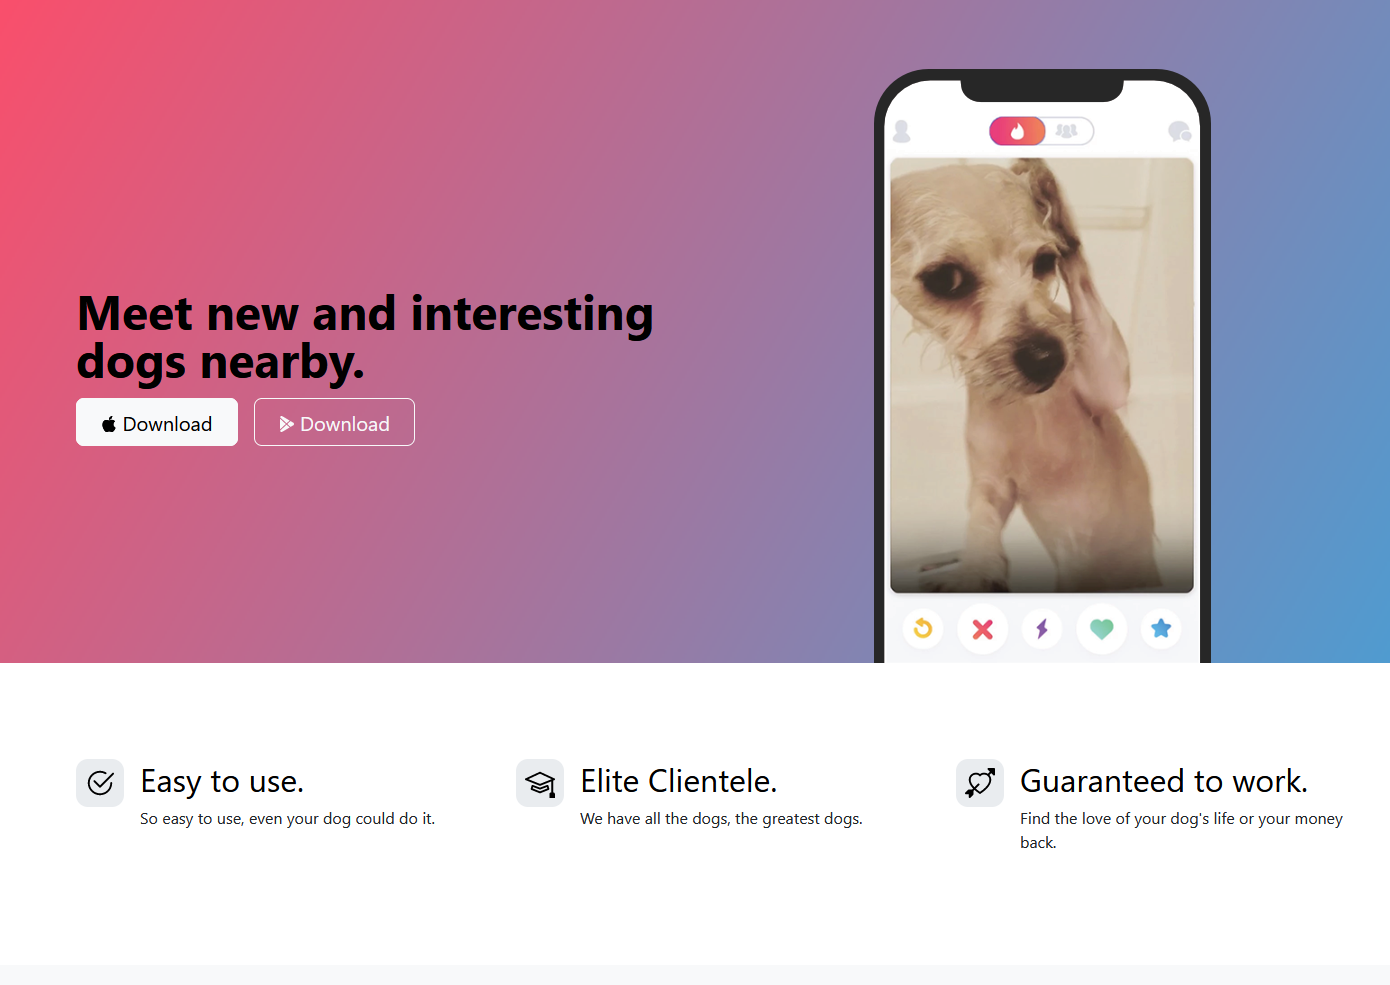 Meet new and interesting
dogs nearby.
Download
Download
Easy to use.
So easy to use, even your dog could do it.
Elite Clientele.
We have all the dogs, the greatest dogs.
Guaranteed to work.
Find the love of your dog's life or your money
back.